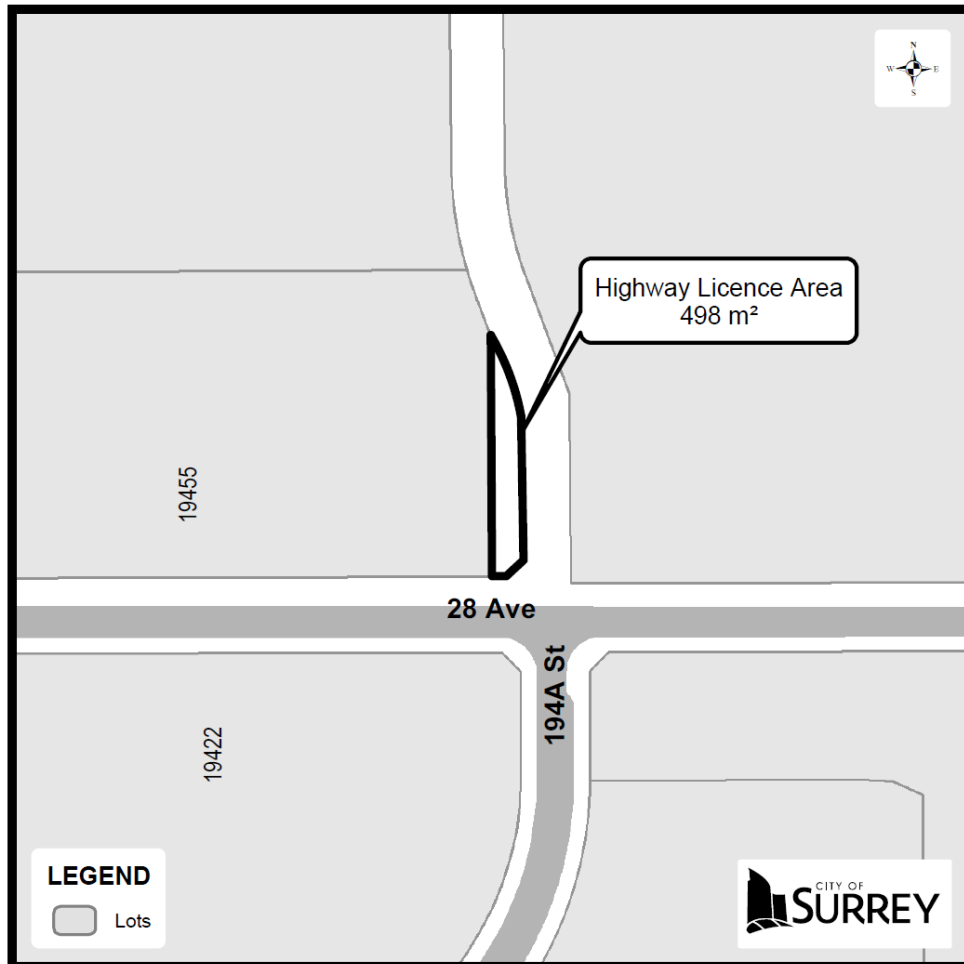 N
W E
S
Highway Licence Area
498 m²
19455
28 Ave
194A St
19422
LEGEND
Lots
CITY OF
SURREY